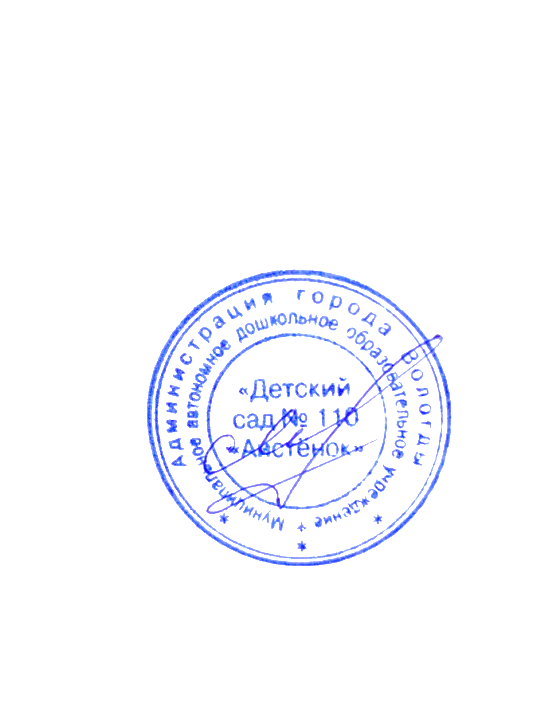 Администрация города Вологды
Муниципальное автономное дошкольное образовательное учреждение
«Детский
сад № 110
«Аистёнок»